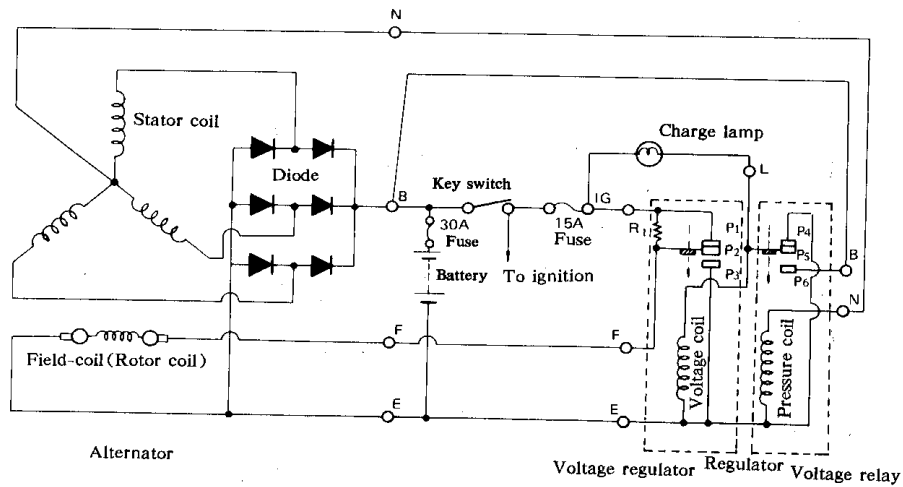 N
Stator coil
Charge lamp
Diode
L
B
Key switch
IG
30A
Fuse
15A
Fuse
R1
P1
P2
P3
P4
P5
P6
B
Battery
To ignition
N
F
F
Voltage coil
Pressure coil
Field-coil (Rotor coil)
E
E
Alternator
Voltage regulator
Regulator
Voltage relay